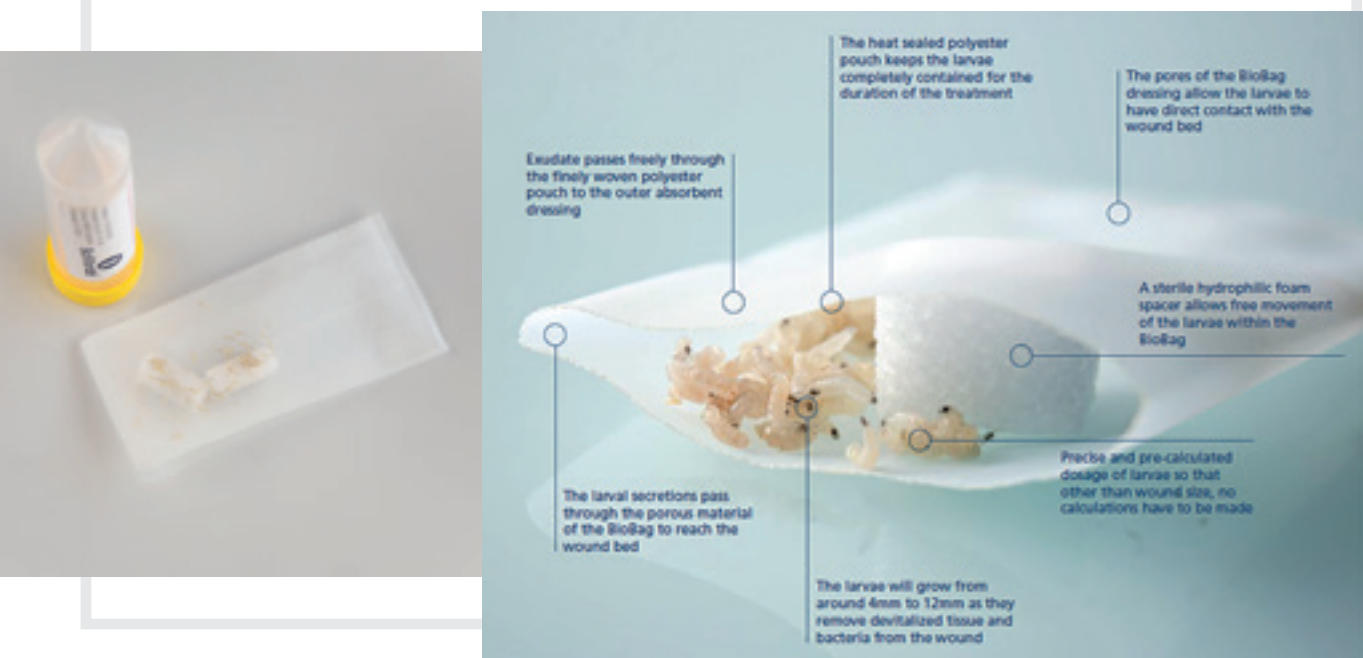 The heat sealed polyester
pouch keeps the larvae
completely contained for the
duration of the treatment
The pores of the BioBag
dressing allow the larvae to
have direct contact with the
wound bed
Exudate passes freely through
the finely woven polyester
pouch to the outer absorbent
dressing
A sterile hydrophilic foam
spacer allows free movement
of the larvae within the
BioBag
Precise and pre-calculated
dosage of larvae so that
other than wound size, no
calculations have to be made
The larval secretions pass
through the porous material
of the BioBag to reach the
wound bed
The larvae will grow from
around 4mm to 12mm as they
remove devitalized tissue and
bacteria from the wound